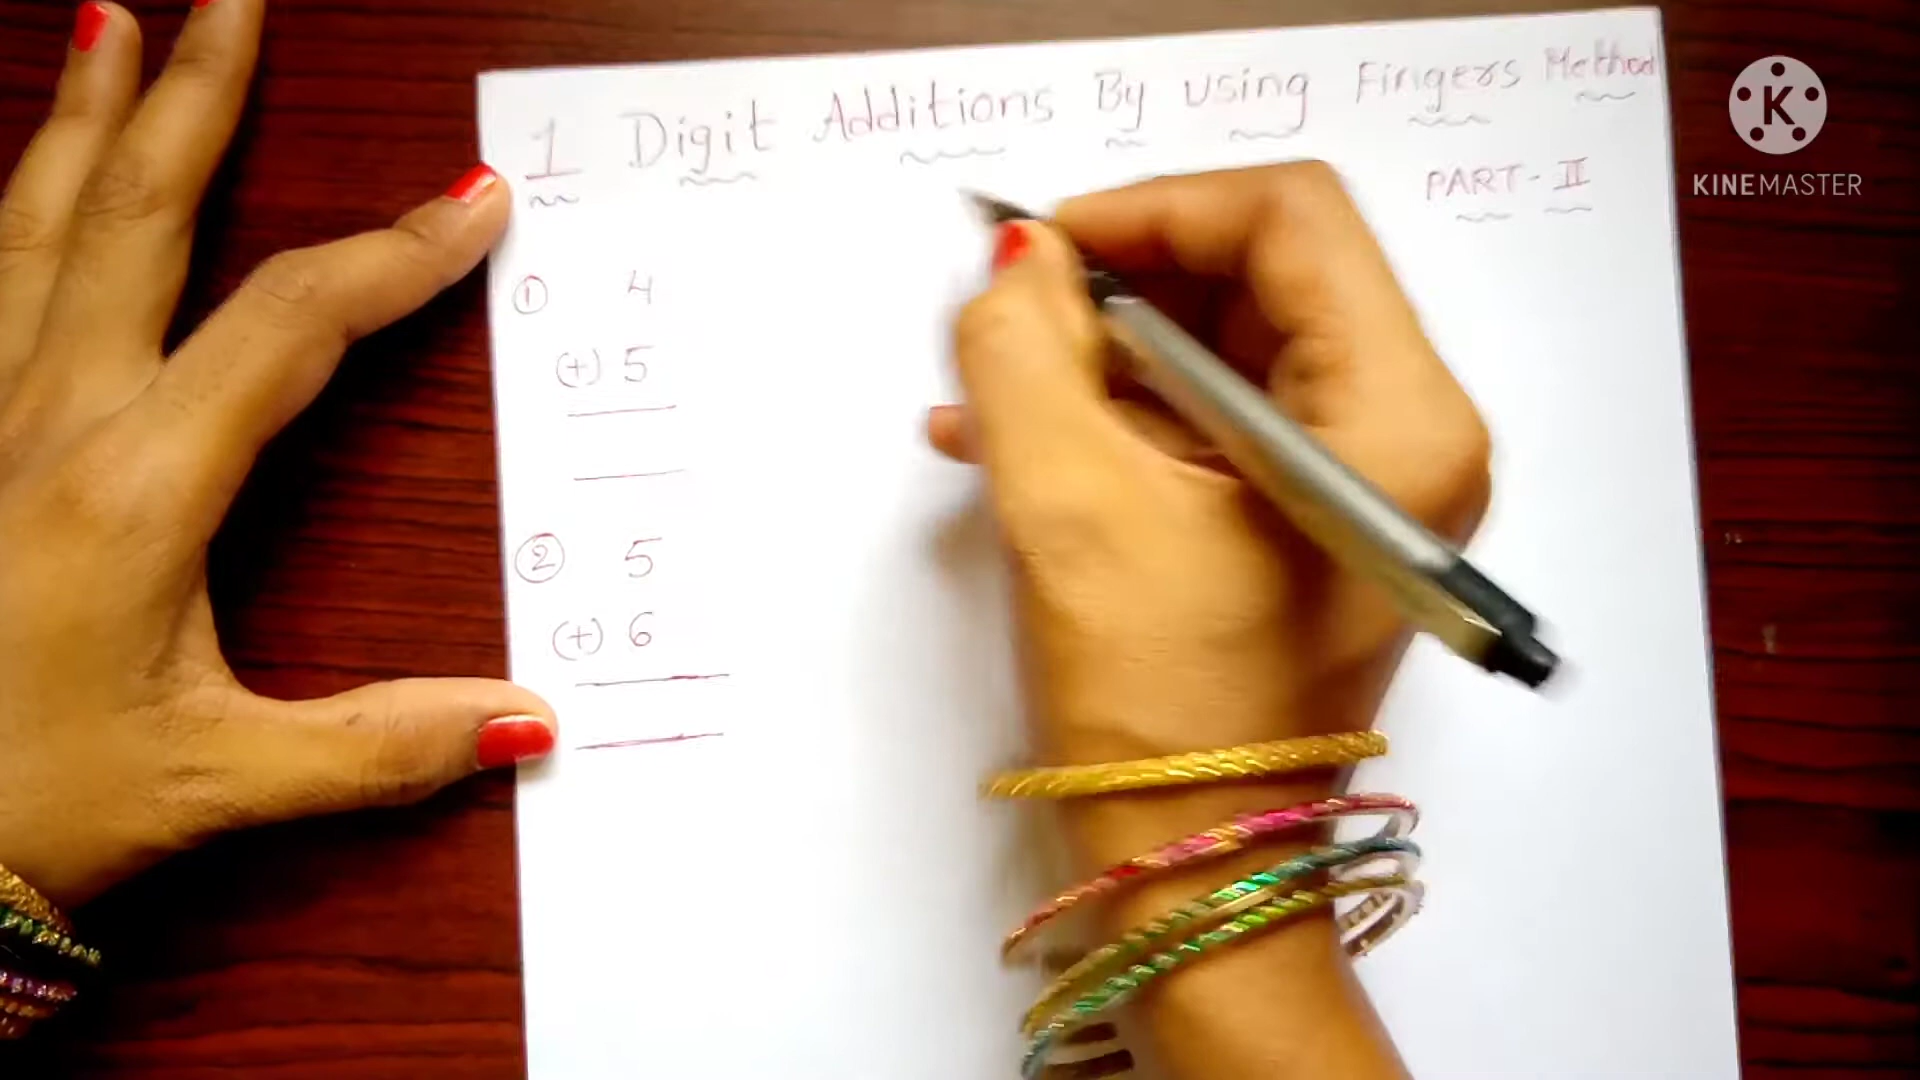 1 Digit Additions By using Fingers Method
PART - II
① 4
(+) 5
② 5
(+) 6
K
KINEMASTER